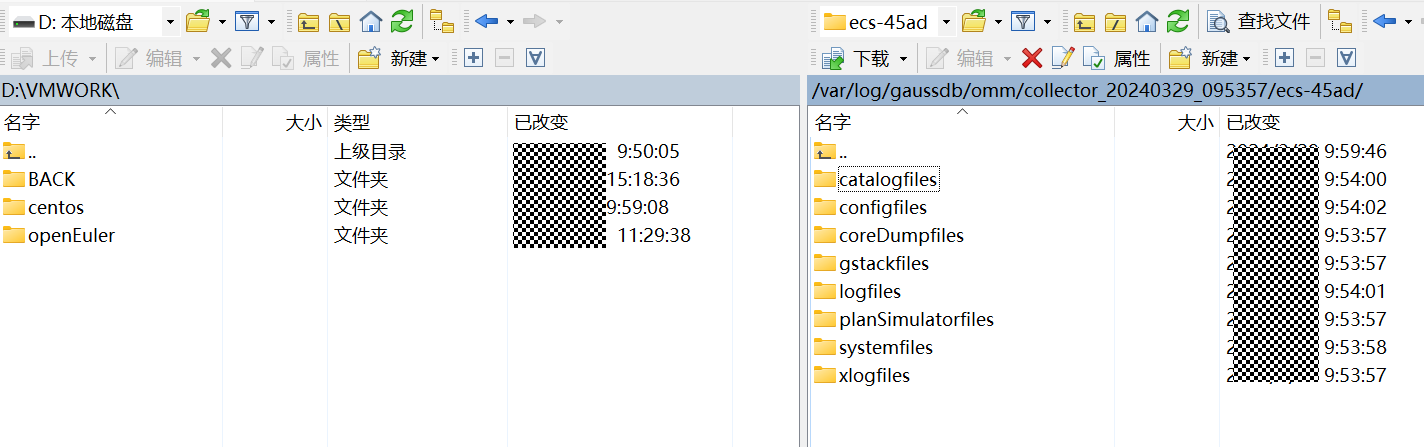 D: 本地磁盘
上传 编辑 属性 新建
D:\VMWORK\
名字 大小 类型 已改变
.. 上级目录 9:50:05
BACK 文件夹 15:18:36
centos 文件夹 9:59:08
openEuler 文件夹 11:29:38
ecs-45ad 查找文件
下载 编辑 属性 新建
/var/log/gaussdb/omm/collector_20240329_095357/ecs-45ad/
名字 大小 已改变
.. 9:59:46
catalogfiles 9:54:00
configfiles 9:54:02
coreDumpfiles 9:53:57
gstackfiles 9:53:57
logfiles 9:54:01
planSimulatorfiles 9:53:57
systemfiles 9:53:58
xlogfiles 9:53:57